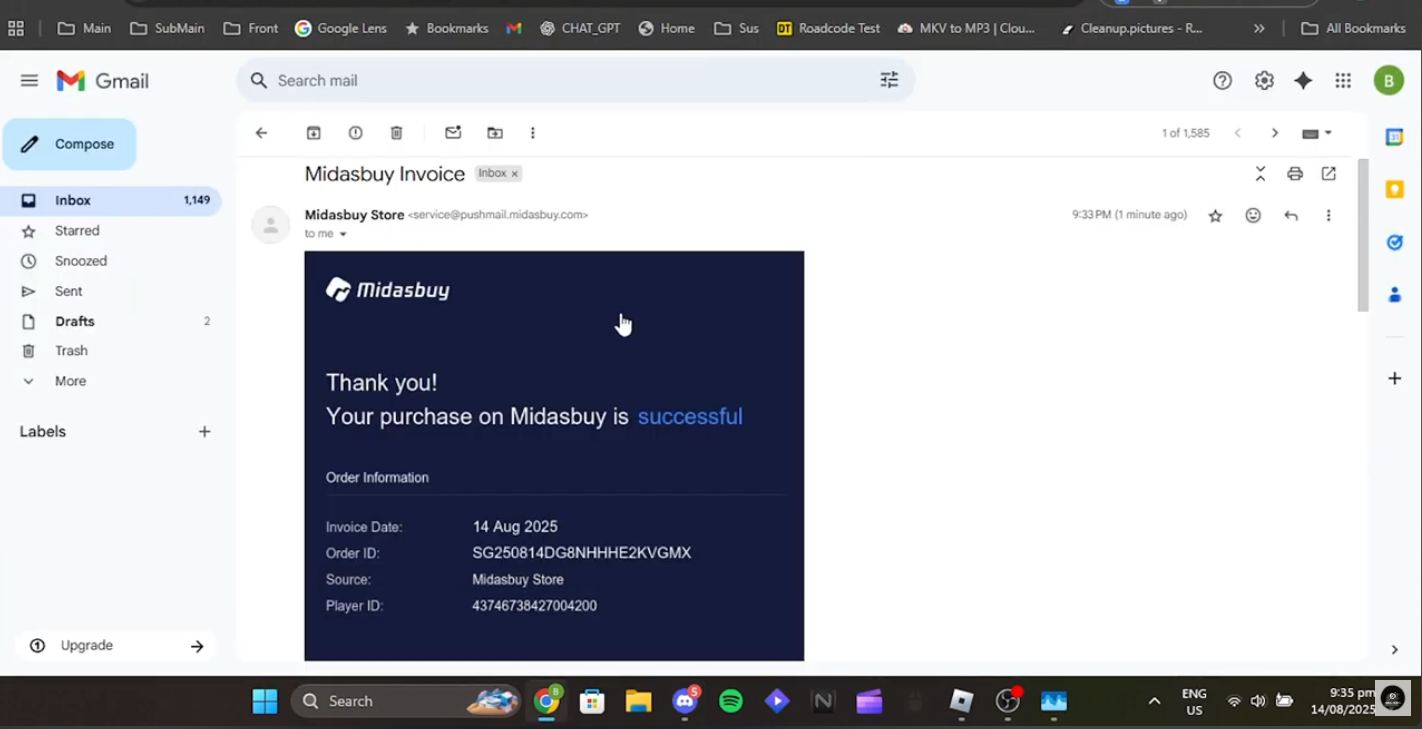 Main SubMain Front Google Lens Bookmarks CHAT_GPT Home Sus DT Roadcode Test MKV to MP3 | Clou... Cleanup.pictures - R... » All Bookmarks
Gmail Search mail B
Compose 1 of 1,585
Midasbuy Invoice Inbox ×
Inbox 1,149
Midasbuy Store <service@pushmail.midasbuy.com> 9:33 PM (1 minute ago)
to me
Starred
Snoozed
Sent
Drafts 2
Trash
More
Labels +
Upgrade
Midasbuy
Thank you!
Your purchase on Midasbuy is successful
Order Information
Invoice Date: 14 Aug 2025
Order ID: SG250814DG8NHHHE2KVGMX
Source: Midasbuy Store
Player ID: 43746738427004200
Search B 5 ENG 9:35 pm
US 14/08/2025